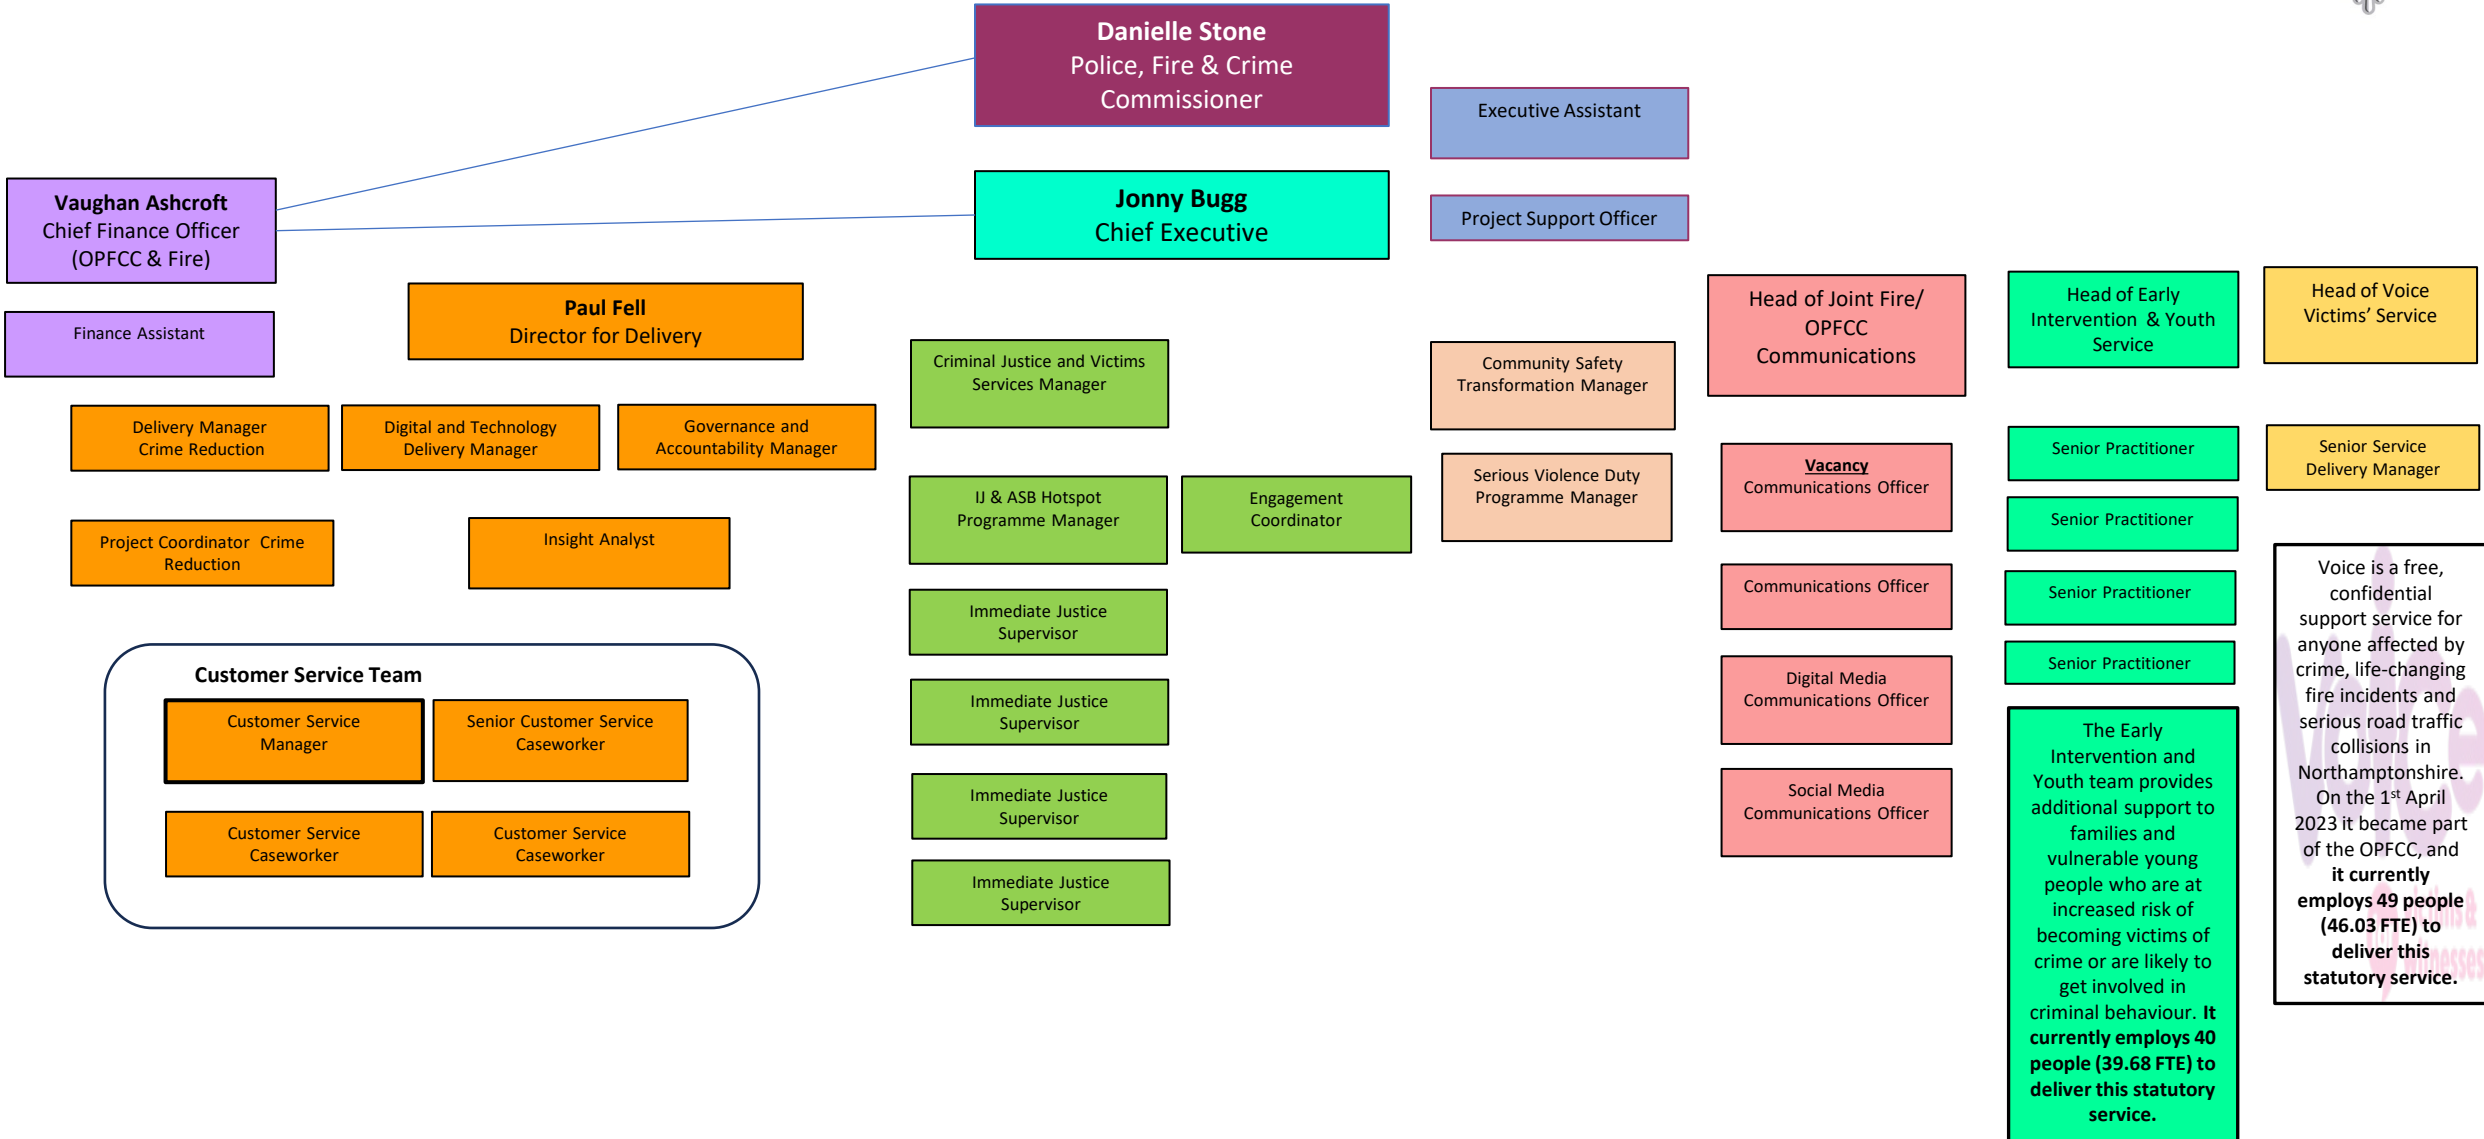 Danielle Stone
Police, Fire & Crime
Commissioner
Executive Assistant
Vaughan Ashcroft
Chief Finance Officer
(OPFCC & Fire)
Jonny Bugg
Chief Executive
Project Support Officer
Finance Assistant
Paul Fell
Director for Delivery
Delivery Manager
Crime Reduction
Digital and Technology
Delivery Manager
Governance and
Accountability Manager
Project Coordinator Crime
Reduction
Insight Analyst
Customer Service Team
Customer Service
Manager
Senior Customer Service
Caseworker
Customer Service
Caseworker
Customer Service
Caseworker
Criminal Justice and Victims
Services Manager
IJ & ASB Hotspot
Programme Manager
Engagement
Coordinator
Immediate Justice
Supervisor
Immediate Justice
Supervisor
Immediate Justice
Supervisor
Immediate Justice
Supervisor
Community Safety
Transformation Manager
Serious Violence Duty
Programme Manager
Head of Joint Fire/
OPFCC
Communications
Vacancy
Communications Officer
Communications Officer
Digital Media
Communications Officer
Social Media
Communications Officer
Head of Early
Intervention & Youth
Service
Senior Practitioner
Senior Practitioner
Senior Practitioner
Senior Practitioner
The Early
Intervention and
Youth team provides
additional support to
families and
vulnerable young
people who are at
increased risk of
becoming victims of
crime or are likely to
get involved in
criminal behaviour. It
currently employs 40
people (39.68 FTE) to
deliver this statutory
service.
Head of Voice
Victims’ Service
Senior Service
Delivery Manager
Voice is a free,
confidential
support service for
anyone affected by
crime, life-changing
fire incidents and
serious road traffic
collisions in
Northamptonshire.
On the 1st April
2023 it became part
of the OPFCC, and
it currently
employs 49 people
(46.03 FTE) to
deliver this
statutory service.
Voice
victims &
witnesses